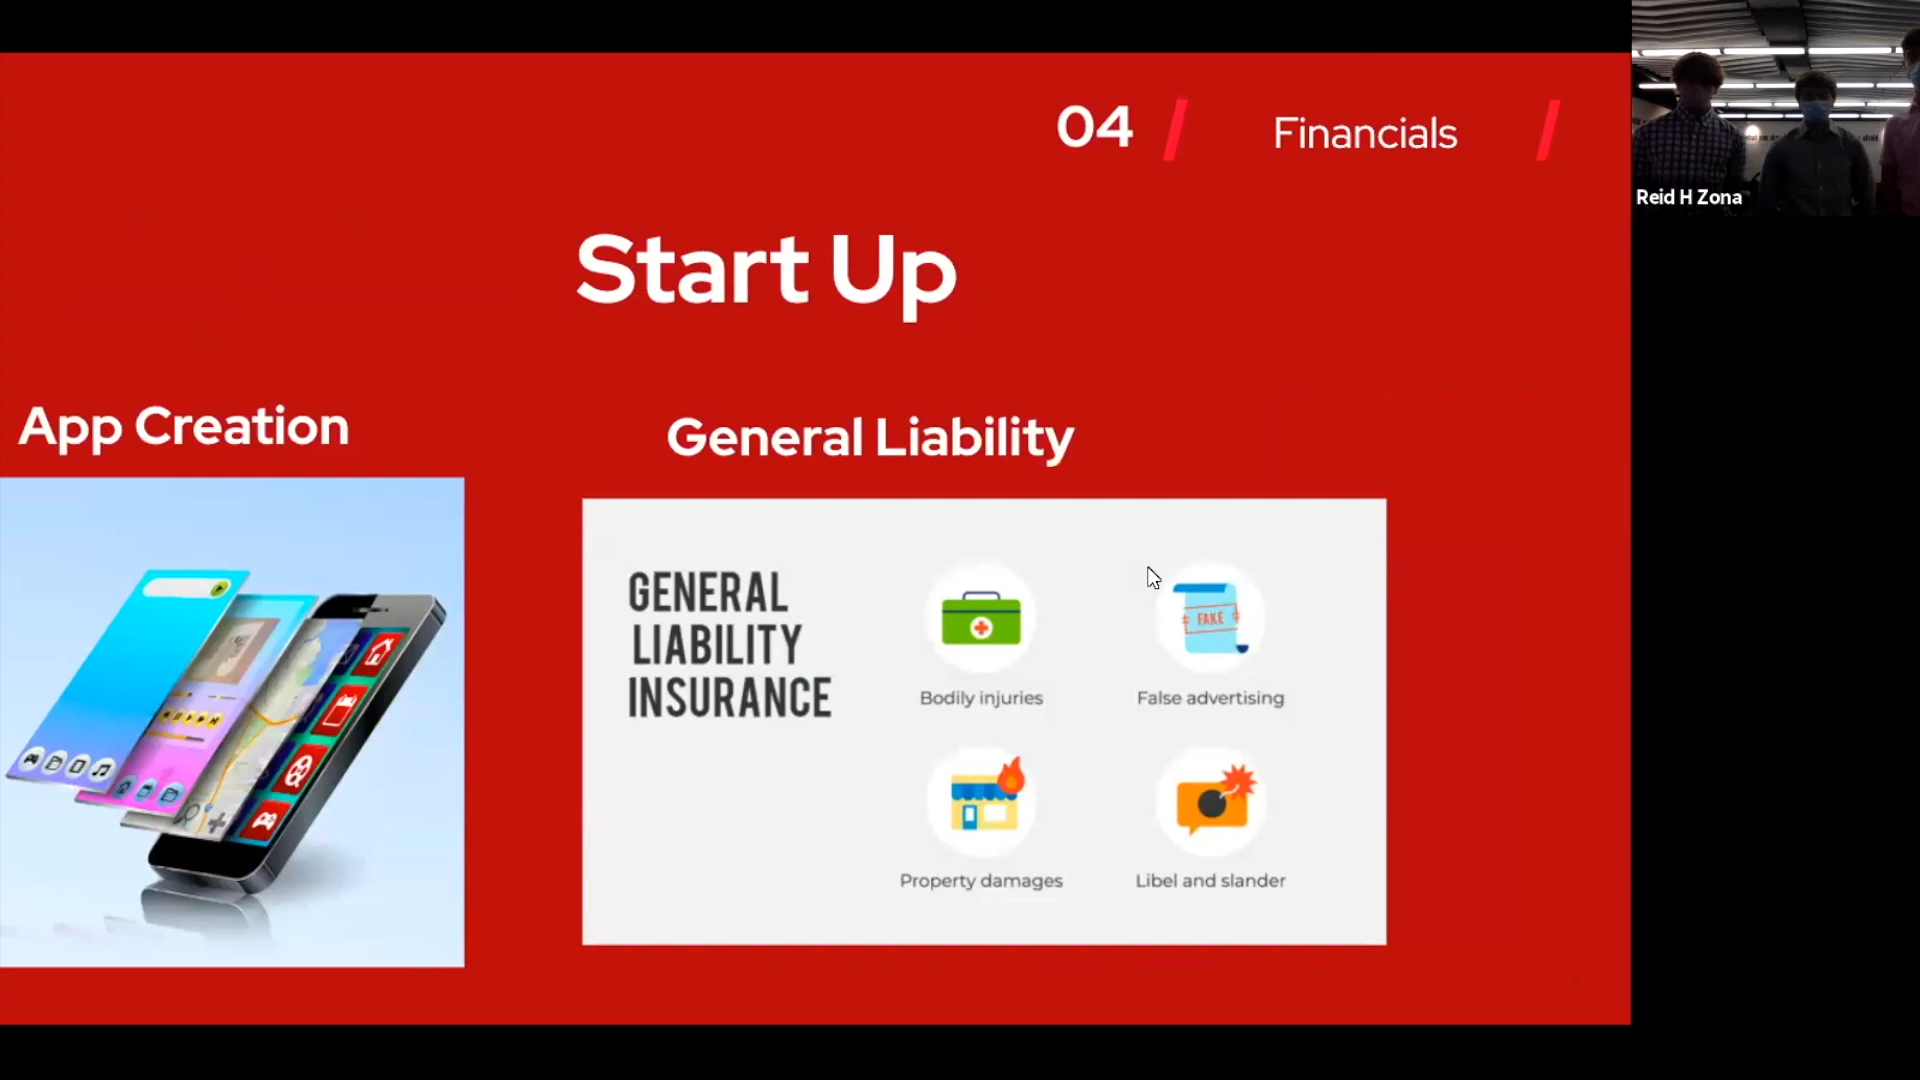 04 / Financials /
Start Up
App Creation
General Liability
GENERAL
LIABILITY
INSURANCE
Bodily injuries
FAKE
False advertising
Property damages
Libel and slander
Reid H Zona